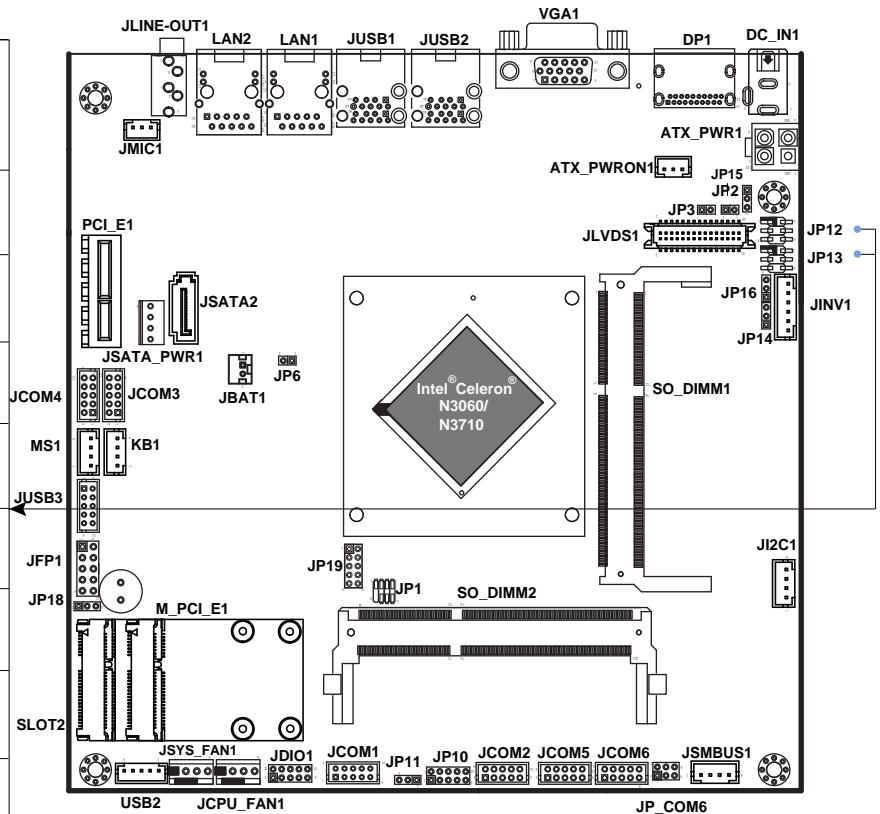 VGA1
JLINE-OUT1
LAN2 LAN1 JUSB1 JUSB2 DP1 DC_IN1
JMIC1
ATX_PWR1
ATX_PWRON1
JP15
JP2
JP3
PCI_E1
JLVDS1
JP12
JP13
JSATA2
JP16
JINV1
JP14
JSATA_PWR1
JP6
JBAT1
JCOM4
JCOM3
Intel® Celeron®
N3060/
N3710
SO_DIMM1
MS1
KB1
JUSB3
JI2C1
JFP1
JP19
JP1
SO_DIMM2
JP18
M_PCI_E1
SLOT2
JSYS_FAN1
JDIO1
JCOM1
JP11
JP10
JCOM2
JCOM5
JCOM6
JSMBUS1
USB2
JCPU_FAN1
JP_COM6